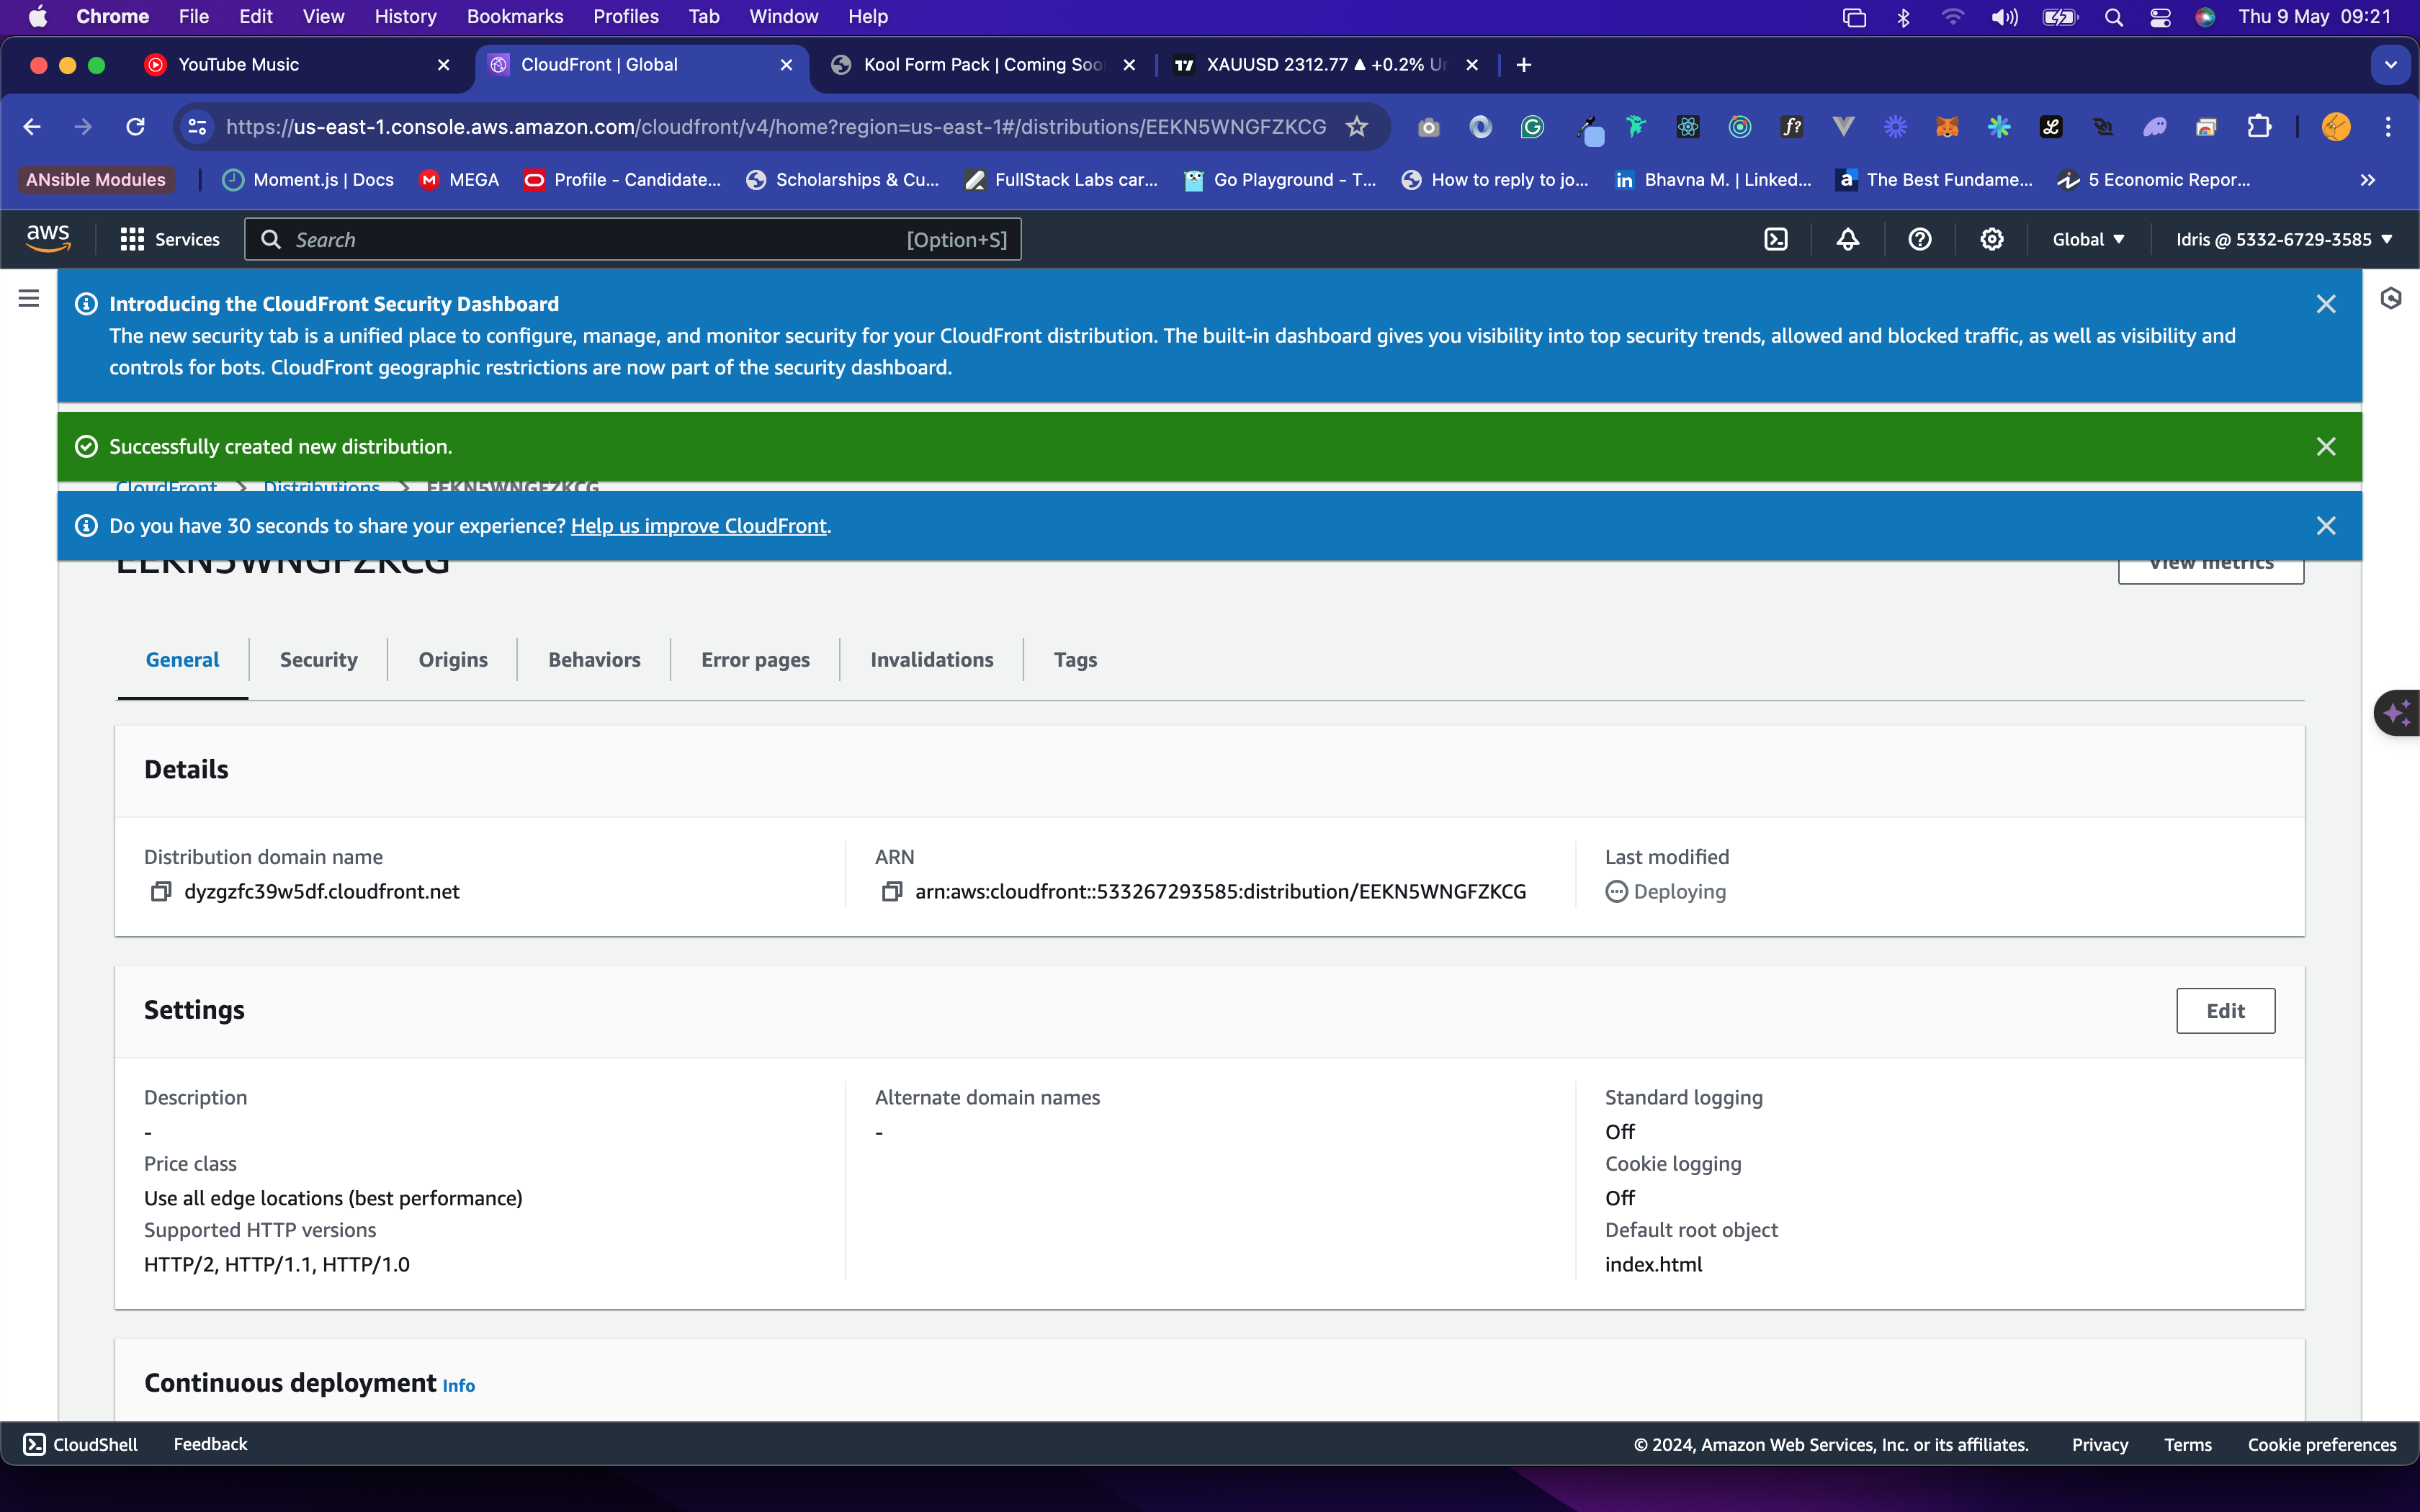 Chrome File Edit View History Bookmarks Profiles Tab Window Help Thu 9 May 09:21
YouTube Music CloudFront | Global Kool Form Pack | Coming Soo XAUUSD 2312.77 ▲ +0.2% Un
https://us-east-1.console.aws.amazon.com/cloudfront/v4/home?region=us-east-1#/distributions/EEKN5WNGFZKCG
ANsible Modules Moment.js | Docs MEGA Profile - Candidate... Scholarships & Cu... FullStack Labs car... Go Playground - T... How to reply to jo... Bhavna M. | Linked... The Best Fundame... 5 Economic Repor... »
aws Services Search [Option+S] Global ▼ Idris @ 5332-6729-3585 ▼
Introducing the CloudFront Security Dashboard
The new security tab is a unified place to configure, manage, and monitor security for your CloudFront distribution. The built-in dashboard gives you visibility into top security trends, allowed and blocked traffic, as well as visibility and
controls for bots. CloudFront geographic restrictions are now part of the security dashboard.
Successfully created new distribution.
CloudFront > Distributions > EEKN5WNGFZKCG
Do you have 30 seconds to share your experience? Help us improve CloudFront.
EEKN5WNGFZKCG View metrics
General Security Origins Behaviors Error pages Invalidations Tags
Details
Distribution domain name ARN Last modified
dyzgzfc39w5df.cloudfront.net arn:aws:cloudfront::533267293585:distribution/EEKN5WNGFZKCG Deploying
Settings Edit
Description Alternate domain names Standard logging
- - Off
Price class Cookie logging
Use all edge locations (best performance) Off
Supported HTTP versions Default root object
HTTP/2, HTTP/1.1, HTTP/1.0 index.html
Continuous deployment Info
CloudShell Feedback © 2024, Amazon Web Services, Inc. or its affiliates. Privacy Terms Cookie preferences